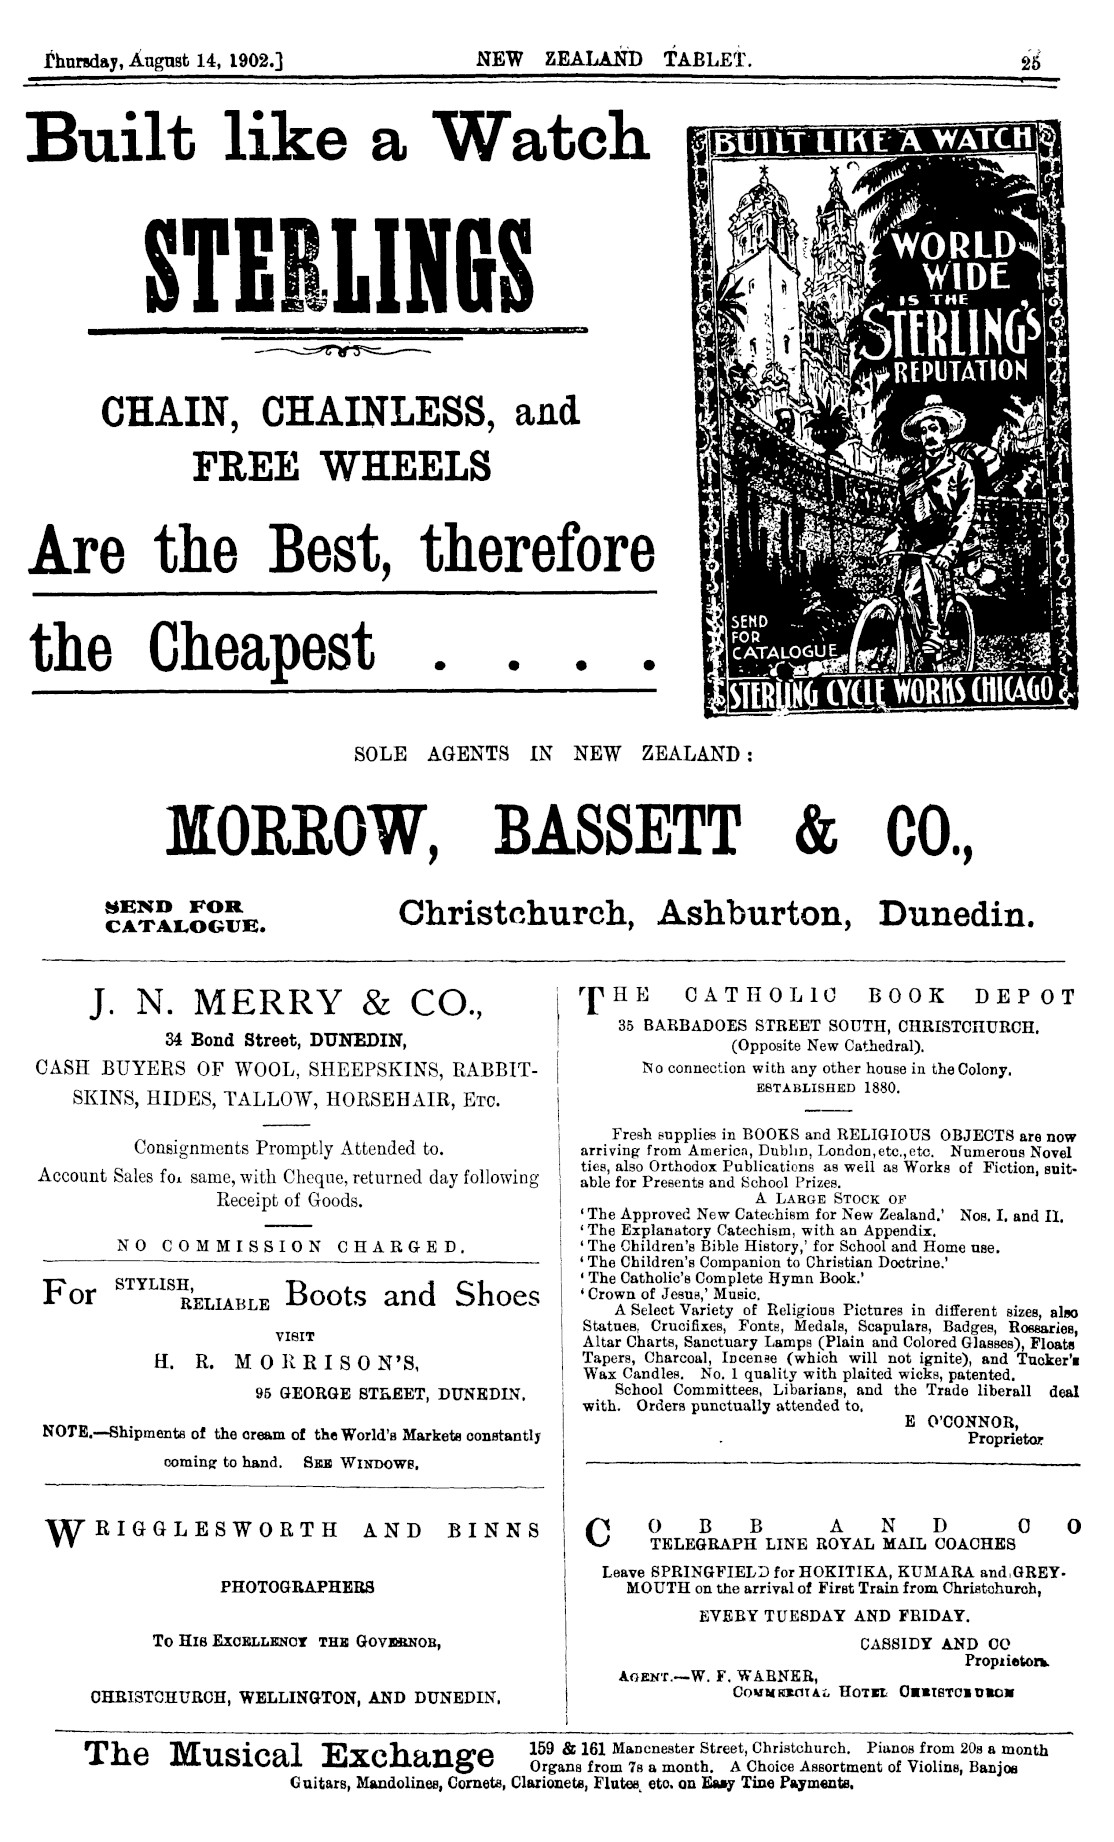 Thursday, August 14, 1902.] NEW ZEALAND TABLET. 25
Built like a Watch
STERLINGS
CHAIN, CHAINLESS, and
FREE WHEELS
Are the Best, therefore
the Cheapest . . . .
BUILT LIKE A WATCH
WORLD
WIDE
IS THE
STERLING'S
REPUTATION
SEND
FOR
CATALOGUE
STERLING CYCLE WORKS CHICAGO
SOLE AGENTS IN NEW ZEALAND:
MORROW, BASSETT & CO.,
SEND FOR
CATALOGUE.
Christchurch, Ashburton, Dunedin.
J. N. MERRY & CO.,
34 Bond Street, DUNEDIN,
CASH BUYERS OF WOOL, SHEEPSKINS, RABBIT-
SKINS, HIDES, TALLOW, HORSEHAIR, ETC.
Consignments Promptly Attended to.
Account Sales for same, with Cheque, returned day following
Receipt of Goods.
NO COMMISSION CHARGED.
For STYLISH, RELIABLE Boots and Shoes
VISIT
H. R. MORRISON'S,
95 GEORGE STREET, DUNEDIN.
NOTE.—Shipments of the cream of the World's Markets constantly
coming to hand. SEE WINDOWS.
WRIGGLESWORTH AND BINNS
PHOTOGRAPHERS
TO HIS EXCELLENCY THE GOVERNOR,
CHRISTCHURCH, WELLINGTON, AND DUNEDIN.
THE CATHOLIC BOOK DEPOT
35 BARBADOES STREET SOUTH, CHRISTCHURCH.
(Opposite New Cathedral).
No connection with any other house in the Colony.
ESTABLISHED 1880.
Fresh supplies in BOOKS and RELIGIOUS OBJECTS are now
arriving from America, Dublin, London, etc., etc. Numerous Novel
ties, also Orthodox Publications as well as Works of Fiction, suit-
able for Presents and School Prizes.
A LARGE STOCK OF
'The Approved New Catechism for New Zealand.' Nos. I. and II.
'The Explanatory Catechism, with an Appendix.
'The Children's Bible History,' for School and Home use.
'The Children's Companion to Christian Doctrine.'
'The Catholic's Complete Hymn Book.'
'Crown of Jesus,' Music.
A Select Variety of Religious Pictures in different sizes, also
Statues, Crucifixes, Fonts, Medals, Scapulars, Badges, Rossaries,
Altar Charts, Sanctuary Lamps (Plain and Colored Glasses), Floats
Tapers, Charcoal, Incense (which will not ignite), and Tucker's
Wax Candles. No. 1 quality with plaited wicks, patented.
School Committees, Libarians, and the Trade liberall deal
with. Orders punctually attended to.
E O'CONNOR,
Proprietor
COBB AND CO
TELEGRAPH LINE ROYAL MAIL COACHES
Leave SPRINGFIELD for HOKITIKA, KUMARA and GREY-
MOUTH on the arrival of First Train from Christchurch,
EVERY TUESDAY AND FRIDAY.
CASSIDY AND CO
Proprietors.
AGENT.—W. F. WARNER,
COMMERCIAL HOTEL CHRISTCHURCH
The Musical Exchange 159 & 161 Manchester Street, Christchurch. Pianos from 20s a month
Organs from 7s a month. A Choice Assortment of Violins, Banjos
Guitars, Mandolines, Cornets, Clarionets, Flutes, etc. on Easy Tine Payments.